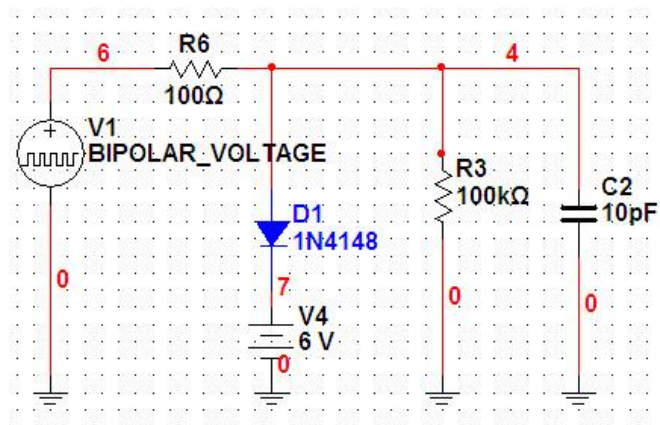 6
R6
100Ω
4
V1
BIPOLAR_VOLTAGE
R3
100kΩ
C2
10pF
D1
1N4148
0
7
V4
6 V
0
0
0